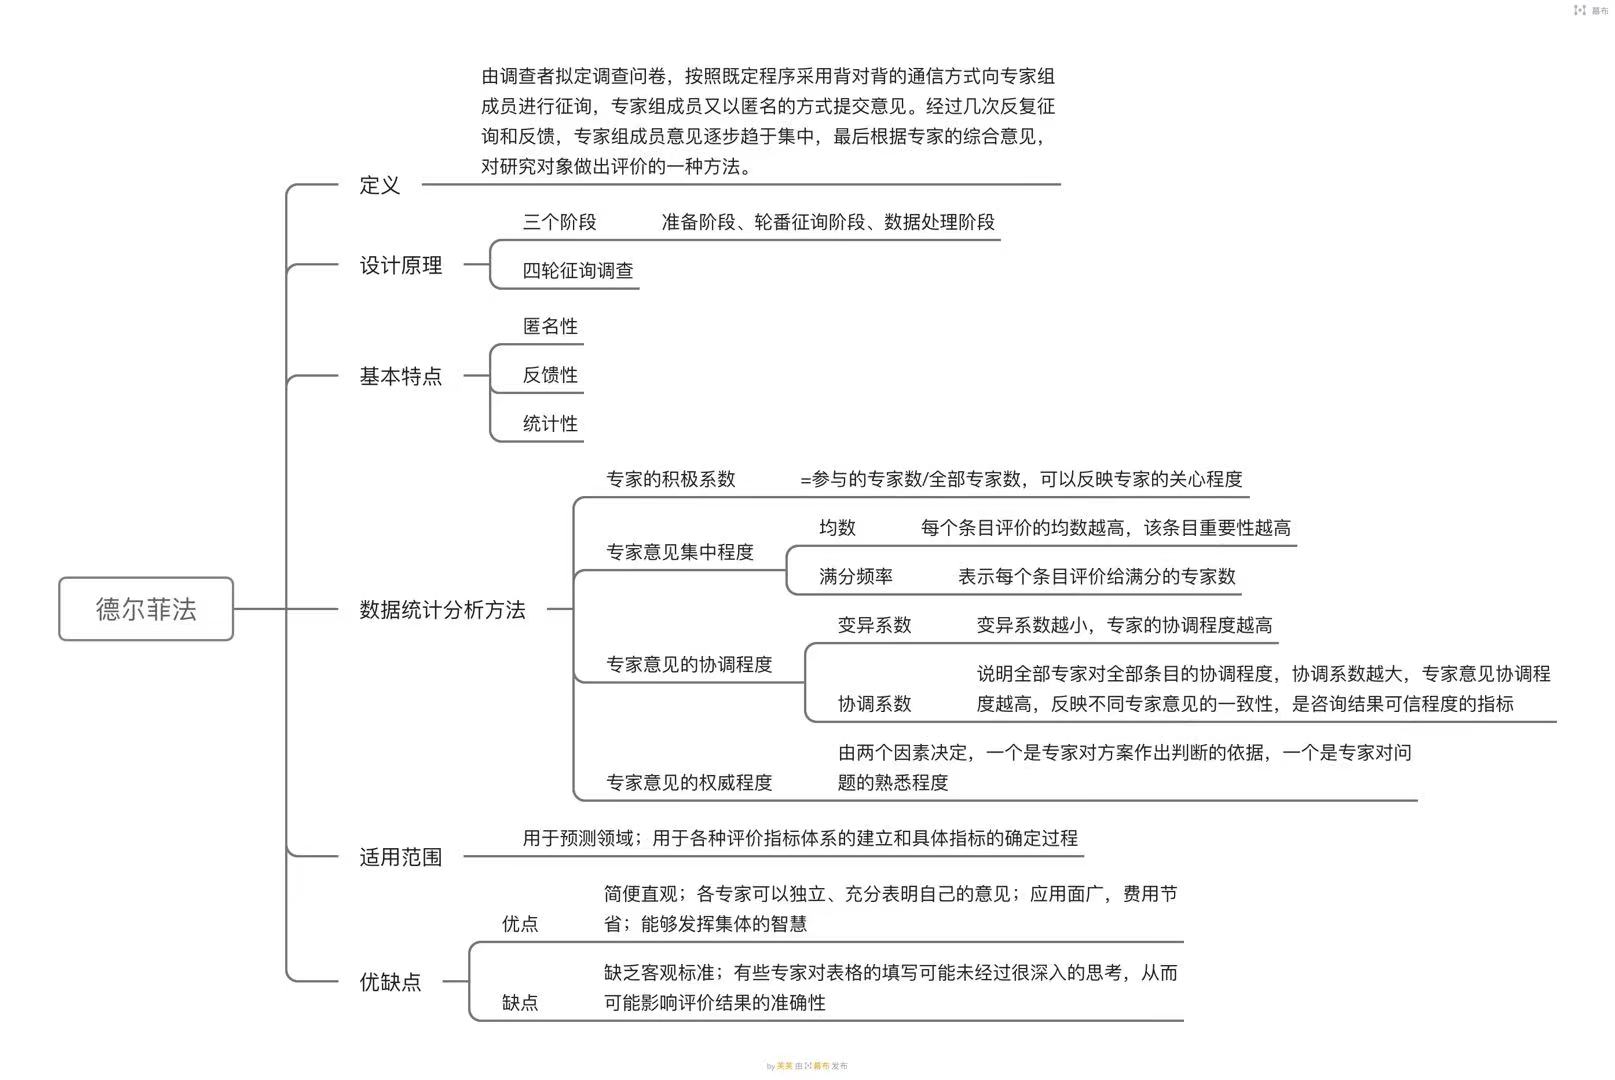 幕布
由调查者拟定调查问卷，按照既定程序采用背对背的通信方式向专家组
成员进行征询，专家组成员又以匿名的方式提交意见。经过几次反复征
询和反馈，专家组成员意见逐步趋于集中，最后根据专家的综合意见，
对研究对象做出评价的一种方法。
定义
三个阶段 准备阶段、轮番征询阶段、数据处理阶段
设计原理
四轮征询调查
匿名性
基本特点
反馈性
统计性
专家的积极系数 =参与的专家数/全部专家数，可以反映专家的关心程度
均数 每个条目评价的均数越高，该条目重要性越高
专家意见集中程度
满分频率 表示每个条目评价给满分的专家数
德尔菲法
数据统计分析方法
变异系数 变异系数越小，专家的协调程度越高
专家意见的协调程度
说明全部专家对全部条目的协调程度，协调系数越大，专家意见协调程
协调系数 度越高，反映不同专家意见的一致性，是咨询结果可信程度的指标
由两个因素决定，一个是专家对方案作出判断的依据，一个是专家对问
专家意见的权威程度 题的熟悉程度
用于预测领域；用于各种评价指标体系的建立和具体指标的确定过程
适用范围
简便直观；各专家可以独立、充分表明自己的意见；应用面广，费用节
优点 省；能够发挥集体的智慧
优缺点
缺乏客观标准；有些专家对表格的填写可能未经过很深入的思考，从而
缺点 可能影响评价结果的准确性
by 芙芙 由 幕布 发布